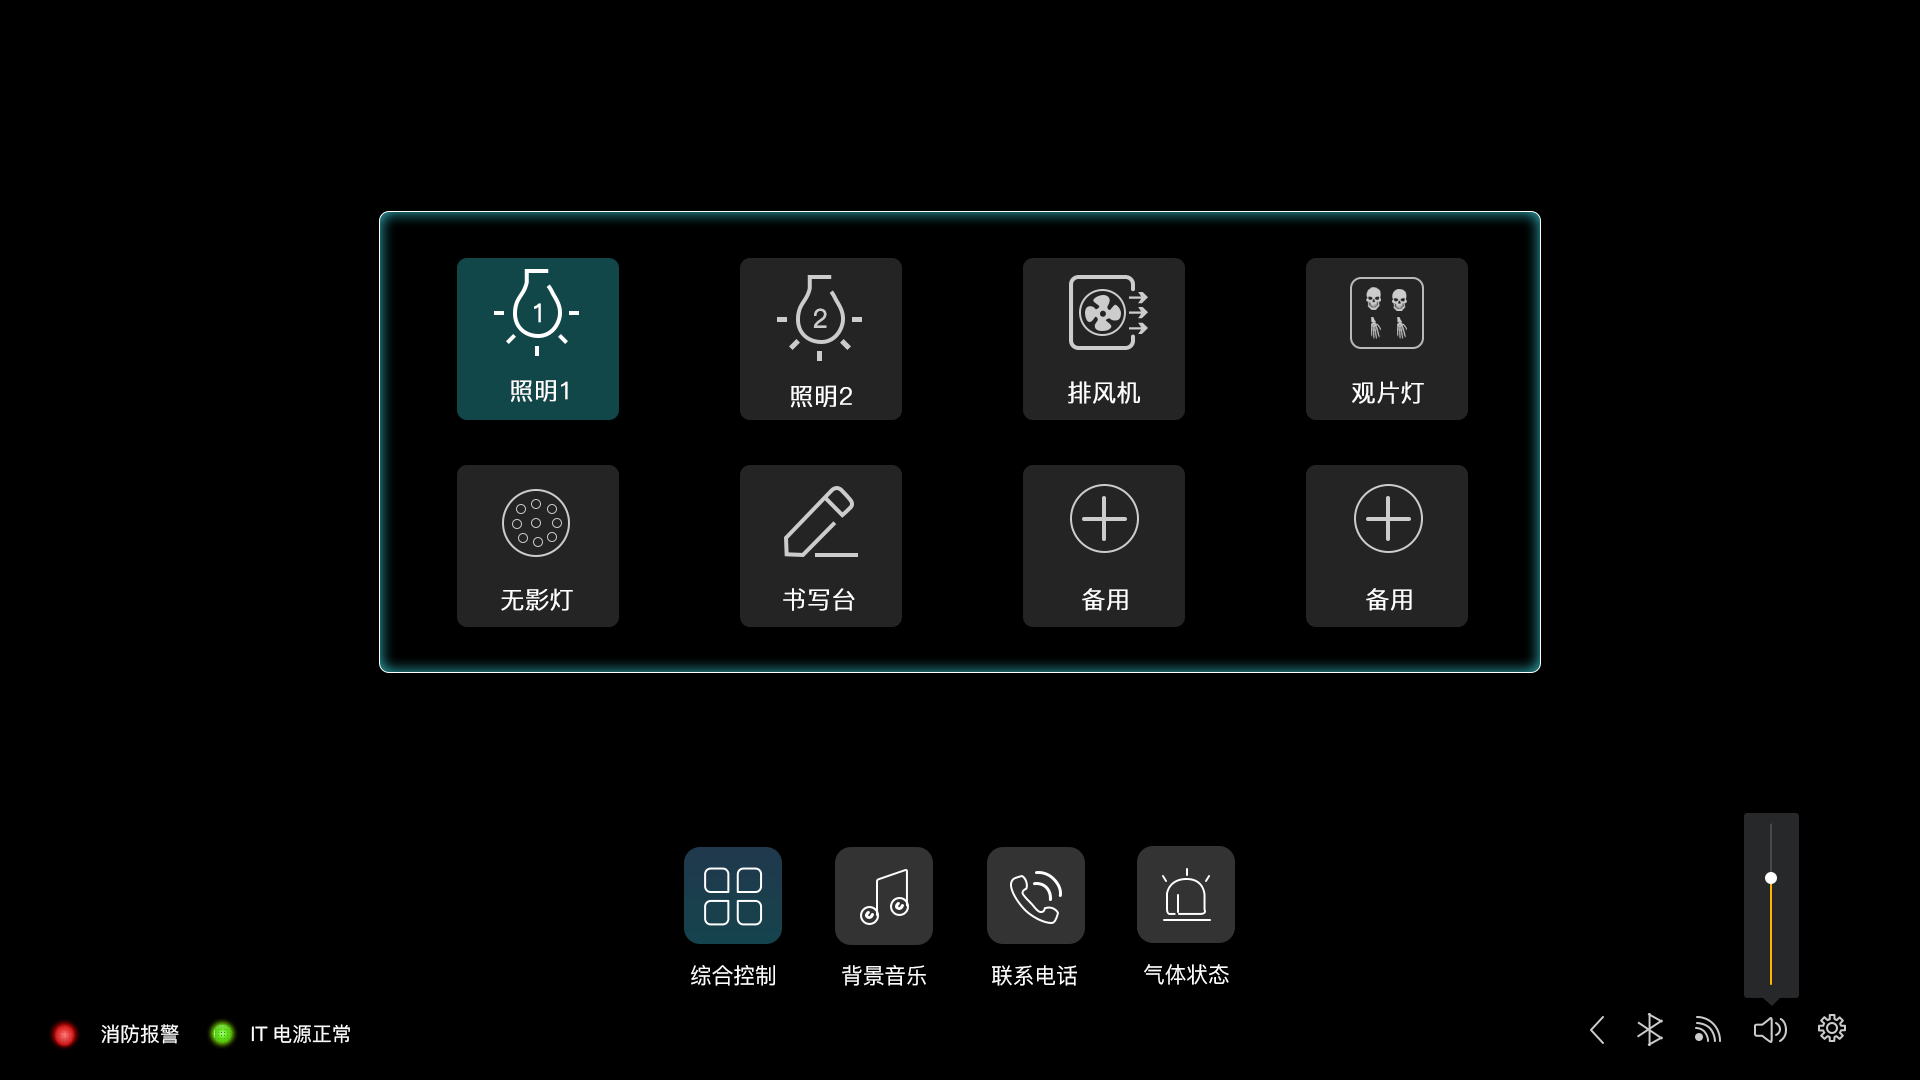 1
照明1
2
照明2
排风机
观片灯
无影灯
书写台
备用
备用
综合控制
背景音乐
联系电话
气体状态
消防报警
IT 电源正常